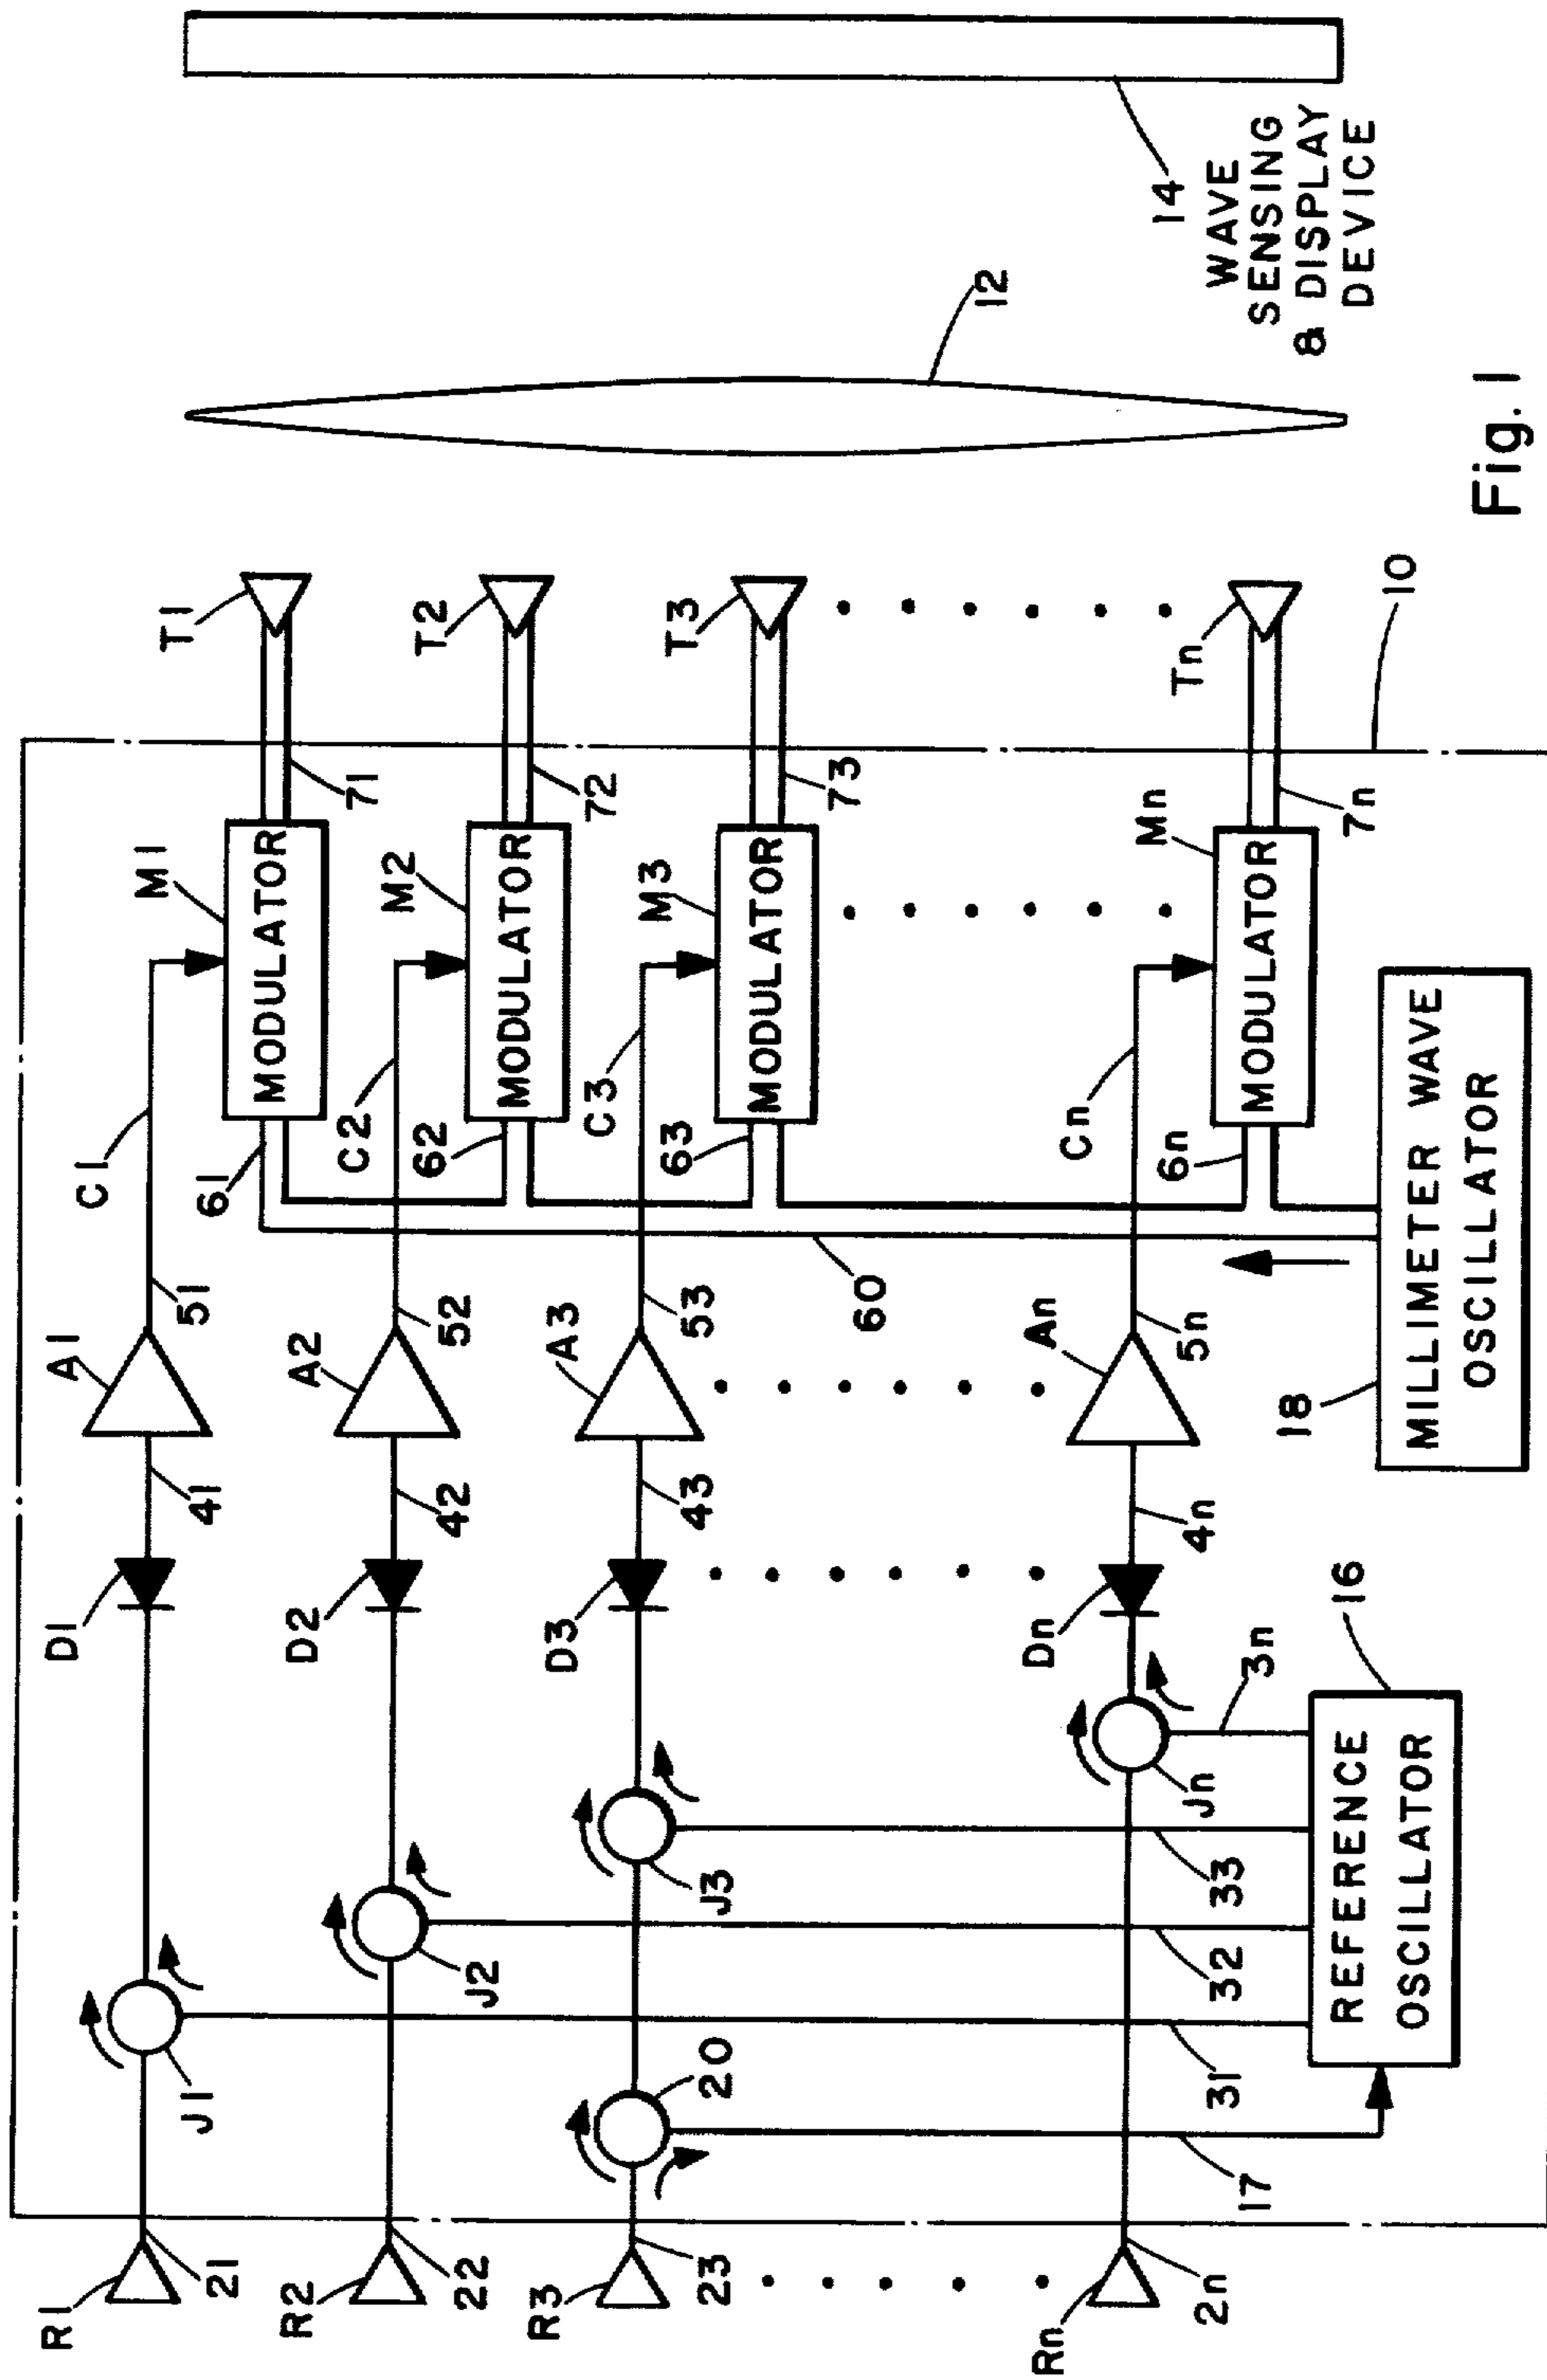 R1
21
J1
D1
41
A1
51
C1
61
M1
MODULATOR
71
T1
R2
22
J2
D2
42
A2
52
C2
62
M2
MODULATOR
72
T2
R3
23
20
J3
D3
43
A3
53
C3
63
M3
MODULATOR
73
T3
Rn
2n
Jn
Dn
4n
An
5n
Cn
6n
Mn
MODULATOR
7n
Tn
17
31
32
33
3n
16
REFERENCE
OSCILLATOR
60
18
MILLIMETER WAVE
OSCILLATOR
10
12
14
WAVE
SENSING
& DISPLAY
DEVICE
Fig. 1